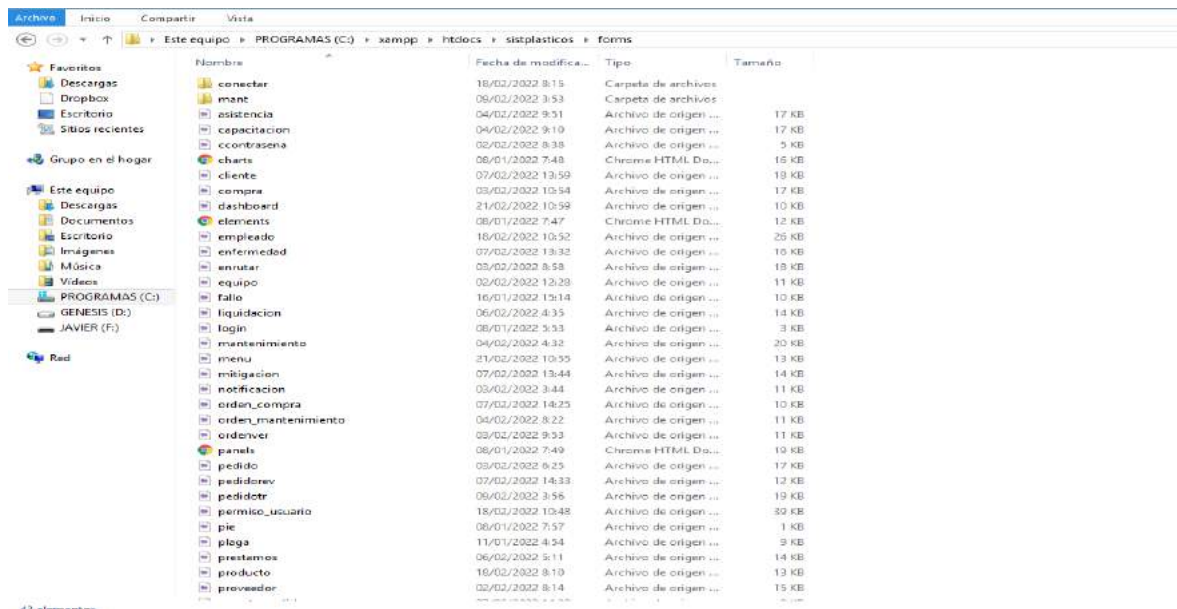 Archivo Inicio Compartir Vista
Este equipo PROGRAMAS (C:) xampp htdocs sistplasticos forms
Favoritos
Descargas
Dropbox
Escritorio
Sitios recientes
Grupo en el hogar
Este equipo
Descargas
Documentos
Escritorio
Imágenes
Música
Vídeos
PROGRAMAS (C:)
GENESIS (D:)
JAVIER (F:)
Red
Nombre Fecha de modifica... Tipo Tamaño
conectar 18/02/2022 8:15 Carpeta de archivos
mant 09/02/2022 3:53 Carpeta de archivos
asistencia 04/02/2022 9:51 Archivo de origen ... 17 KB
capacitacion 04/02/2022 9:10 Archivo de origen ... 17 KB
ccontrasena 02/02/2022 8:38 Archivo de origen ... 5 KB
charts 08/01/2022 7:48 Chrome HTML Do... 16 KB
cliente 07/02/2022 13:59 Archivo de origen ... 18 KB
compra 03/02/2022 10:54 Archivo de origen ... 17 KB
dashboard 21/02/2022 10:59 Archivo de origen ... 10 KB
elements 08/01/2022 7:47 Chrome HTML Do... 12 KB
empleado 18/02/2022 10:52 Archivo de origen ... 26 KB
enfermedad 07/02/2022 13:32 Archivo de origen ... 16 KB
enrutar 03/02/2022 8:58 Archivo de origen ... 18 KB
equipo 02/02/2022 12:28 Archivo de origen ... 11 KB
fallo 16/01/2022 15:14 Archivo de origen ... 10 KB
liquidacion 06/02/2022 4:35 Archivo de origen ... 14 KB
login 08/01/2022 5:53 Archivo de origen ... 3 KB
mantenimiento 04/02/2022 4:32 Archivo de origen ... 20 KB
menu 21/02/2022 10:55 Archivo de origen ... 13 KB
mitigacion 07/02/2022 13:44 Archivo de origen ... 14 KB
notificacion 03/02/2022 3:44 Archivo de origen ... 11 KB
orden_compra 07/02/2022 14:25 Archivo de origen ... 10 KB
orden_mantenimiento 04/02/2022 8:22 Archivo de origen ... 11 KB
ordenver 03/02/2022 9:53 Archivo de origen ... 11 KB
panels 08/01/2022 7:49 Chrome HTML Do... 19 KB
pedido 03/02/2022 6:25 Archivo de origen ... 17 KB
pedidorev 07/02/2022 14:33 Archivo de origen ... 12 KB
pedidotr 09/02/2022 3:56 Archivo de origen ... 19 KB
permiso_usuario 18/02/2022 10:48 Archivo de origen ... 39 KB
pie 08/01/2022 7:57 Archivo de origen ... 1 KB
plaga 11/01/2022 4:54 Archivo de origen ... 9 KB
prestamos 06/02/2022 5:11 Archivo de origen ... 14 KB
producto 18/02/2022 8:10 Archivo de origen ... 13 KB
proveedor 02/02/2022 8:14 Archivo de origen ... 15 KB